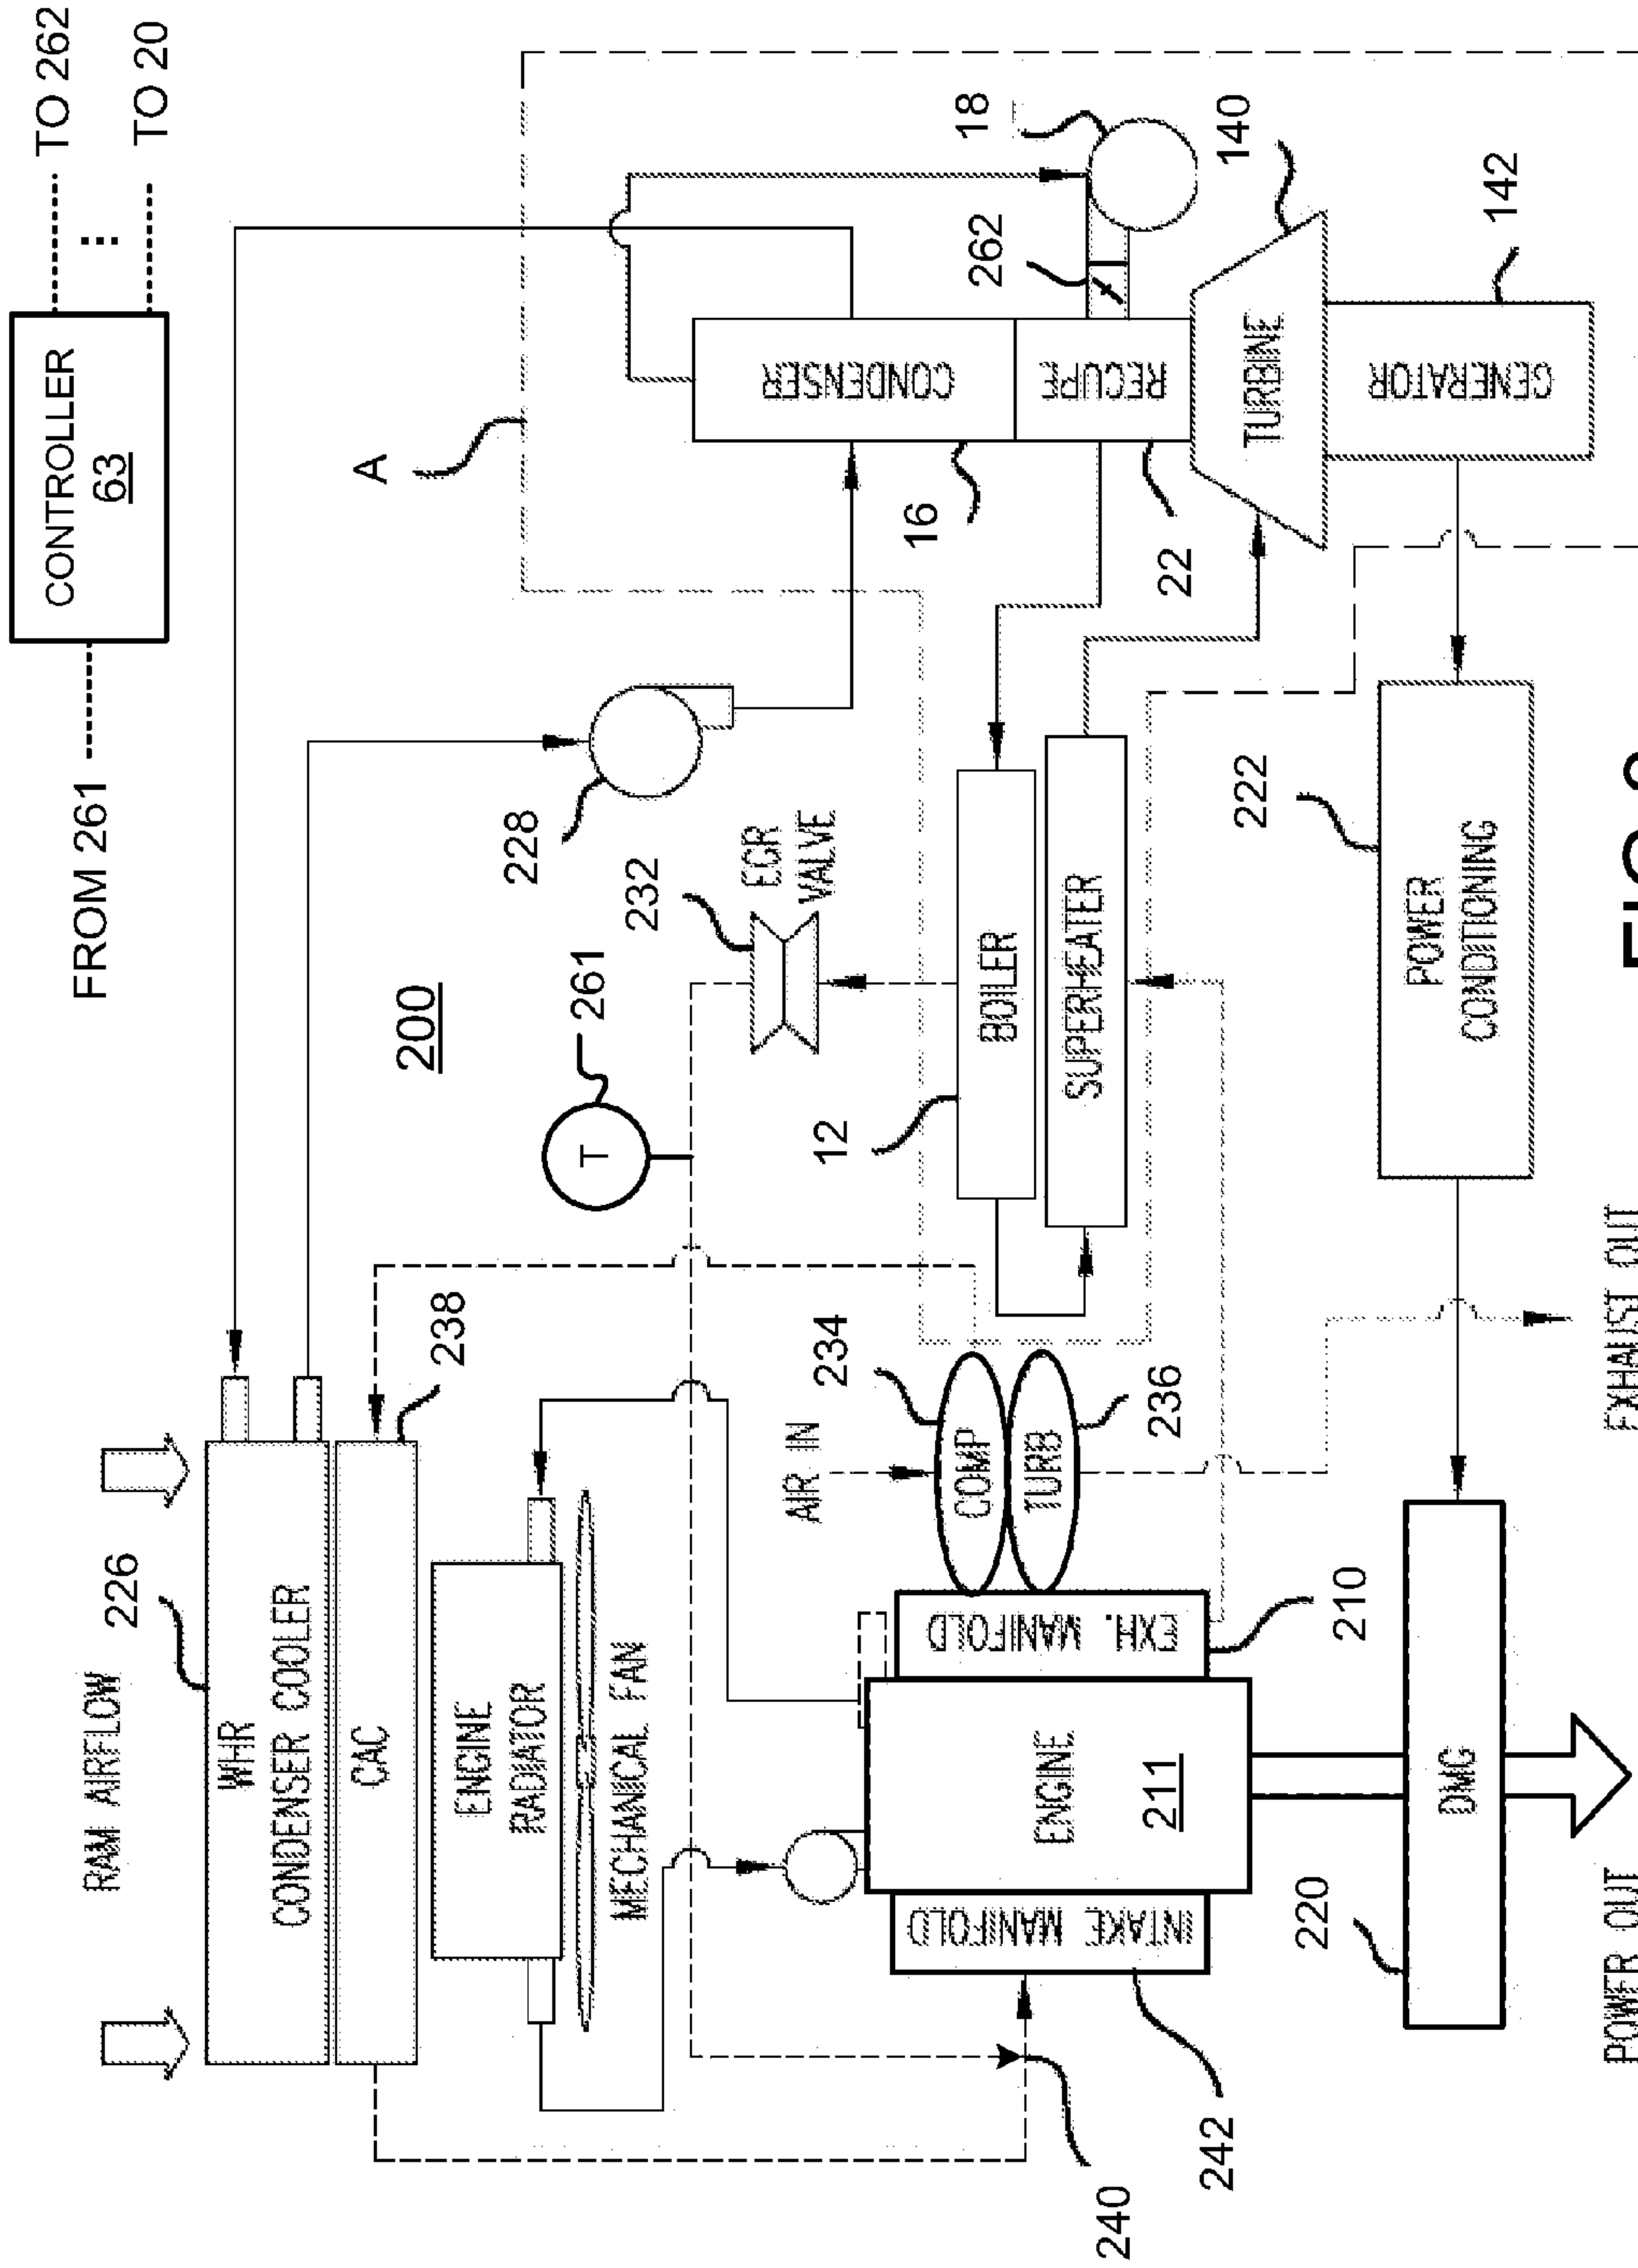 CONTROLLER
63
FROM 261
TO 262
TO 20
200
RAM AIRFLOW
226
WHR
CONDENSER COOLER
CAC
238
ENGINE
RADIATOR
MECHANICAL FAN
228
232
EGR
VALVE
T
261
A
CONDENSER
16
RECUPE
22
262
18
TURBINE
140
GENERATOR
142
BOILER
12
SUPERHEATER
AIR IN
COMP
234
TURB
236
EXH. MANIFOLD
210
ENGINE
211
INTAKE MANIFOLD
242
240
POWER
CONDITIONING
222
DMG
220
EXHAUST OUT
POWER OUT